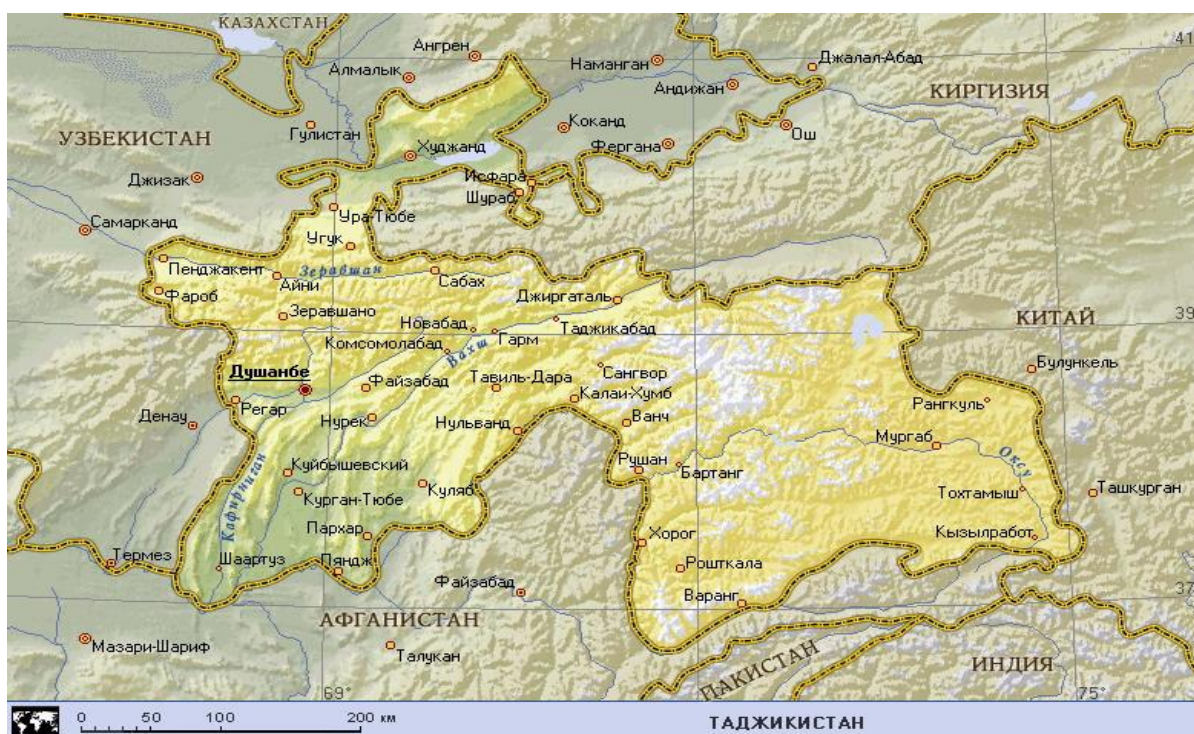 КАЗАХСТАН
41
Ангрен
Алмалык
Наманган
Джалал-Абад
Андижан
КИРГИЗИЯ
УЗБЕКИСТАН
Гулистан
Коканд
Ош
Фергана
Худжанд
Джизак
Исфара
Шураб
Самарканд
Ура-Тюбе
Угук
Пенджакент
Зеравшан
Айни
Сабах
Фароб
Джиргаталь
Зеравшано
Новабад
Таджикабад
КИТАЙ
39
Гарм
Комсомолабад
Вахш
Душанбе
Файзабад
Тавиль-Дара
Сангвор
Булункель
Регар
Калаи-Хумб
Рангкуль
Денау
Нурек
Нульванд
Ванч
Мургаб
Оксу
Рушан
Бартанг
Куйбышевский
Кафирниган
Курган-Тюбе
Куляб
Тохтамыш
Ташкурган
Пархар
Хорог
Кызылработ
Термез
Шаартуз
Пяндж
Рошткала
Файзабад
Варанг
37
АФГАНИСТАН
Мазари-Шариф
Талукан
ПАКИСТАН
ИНДИЯ
69°
75°
0 50 100 200 км
ТАДЖИКИСТАН